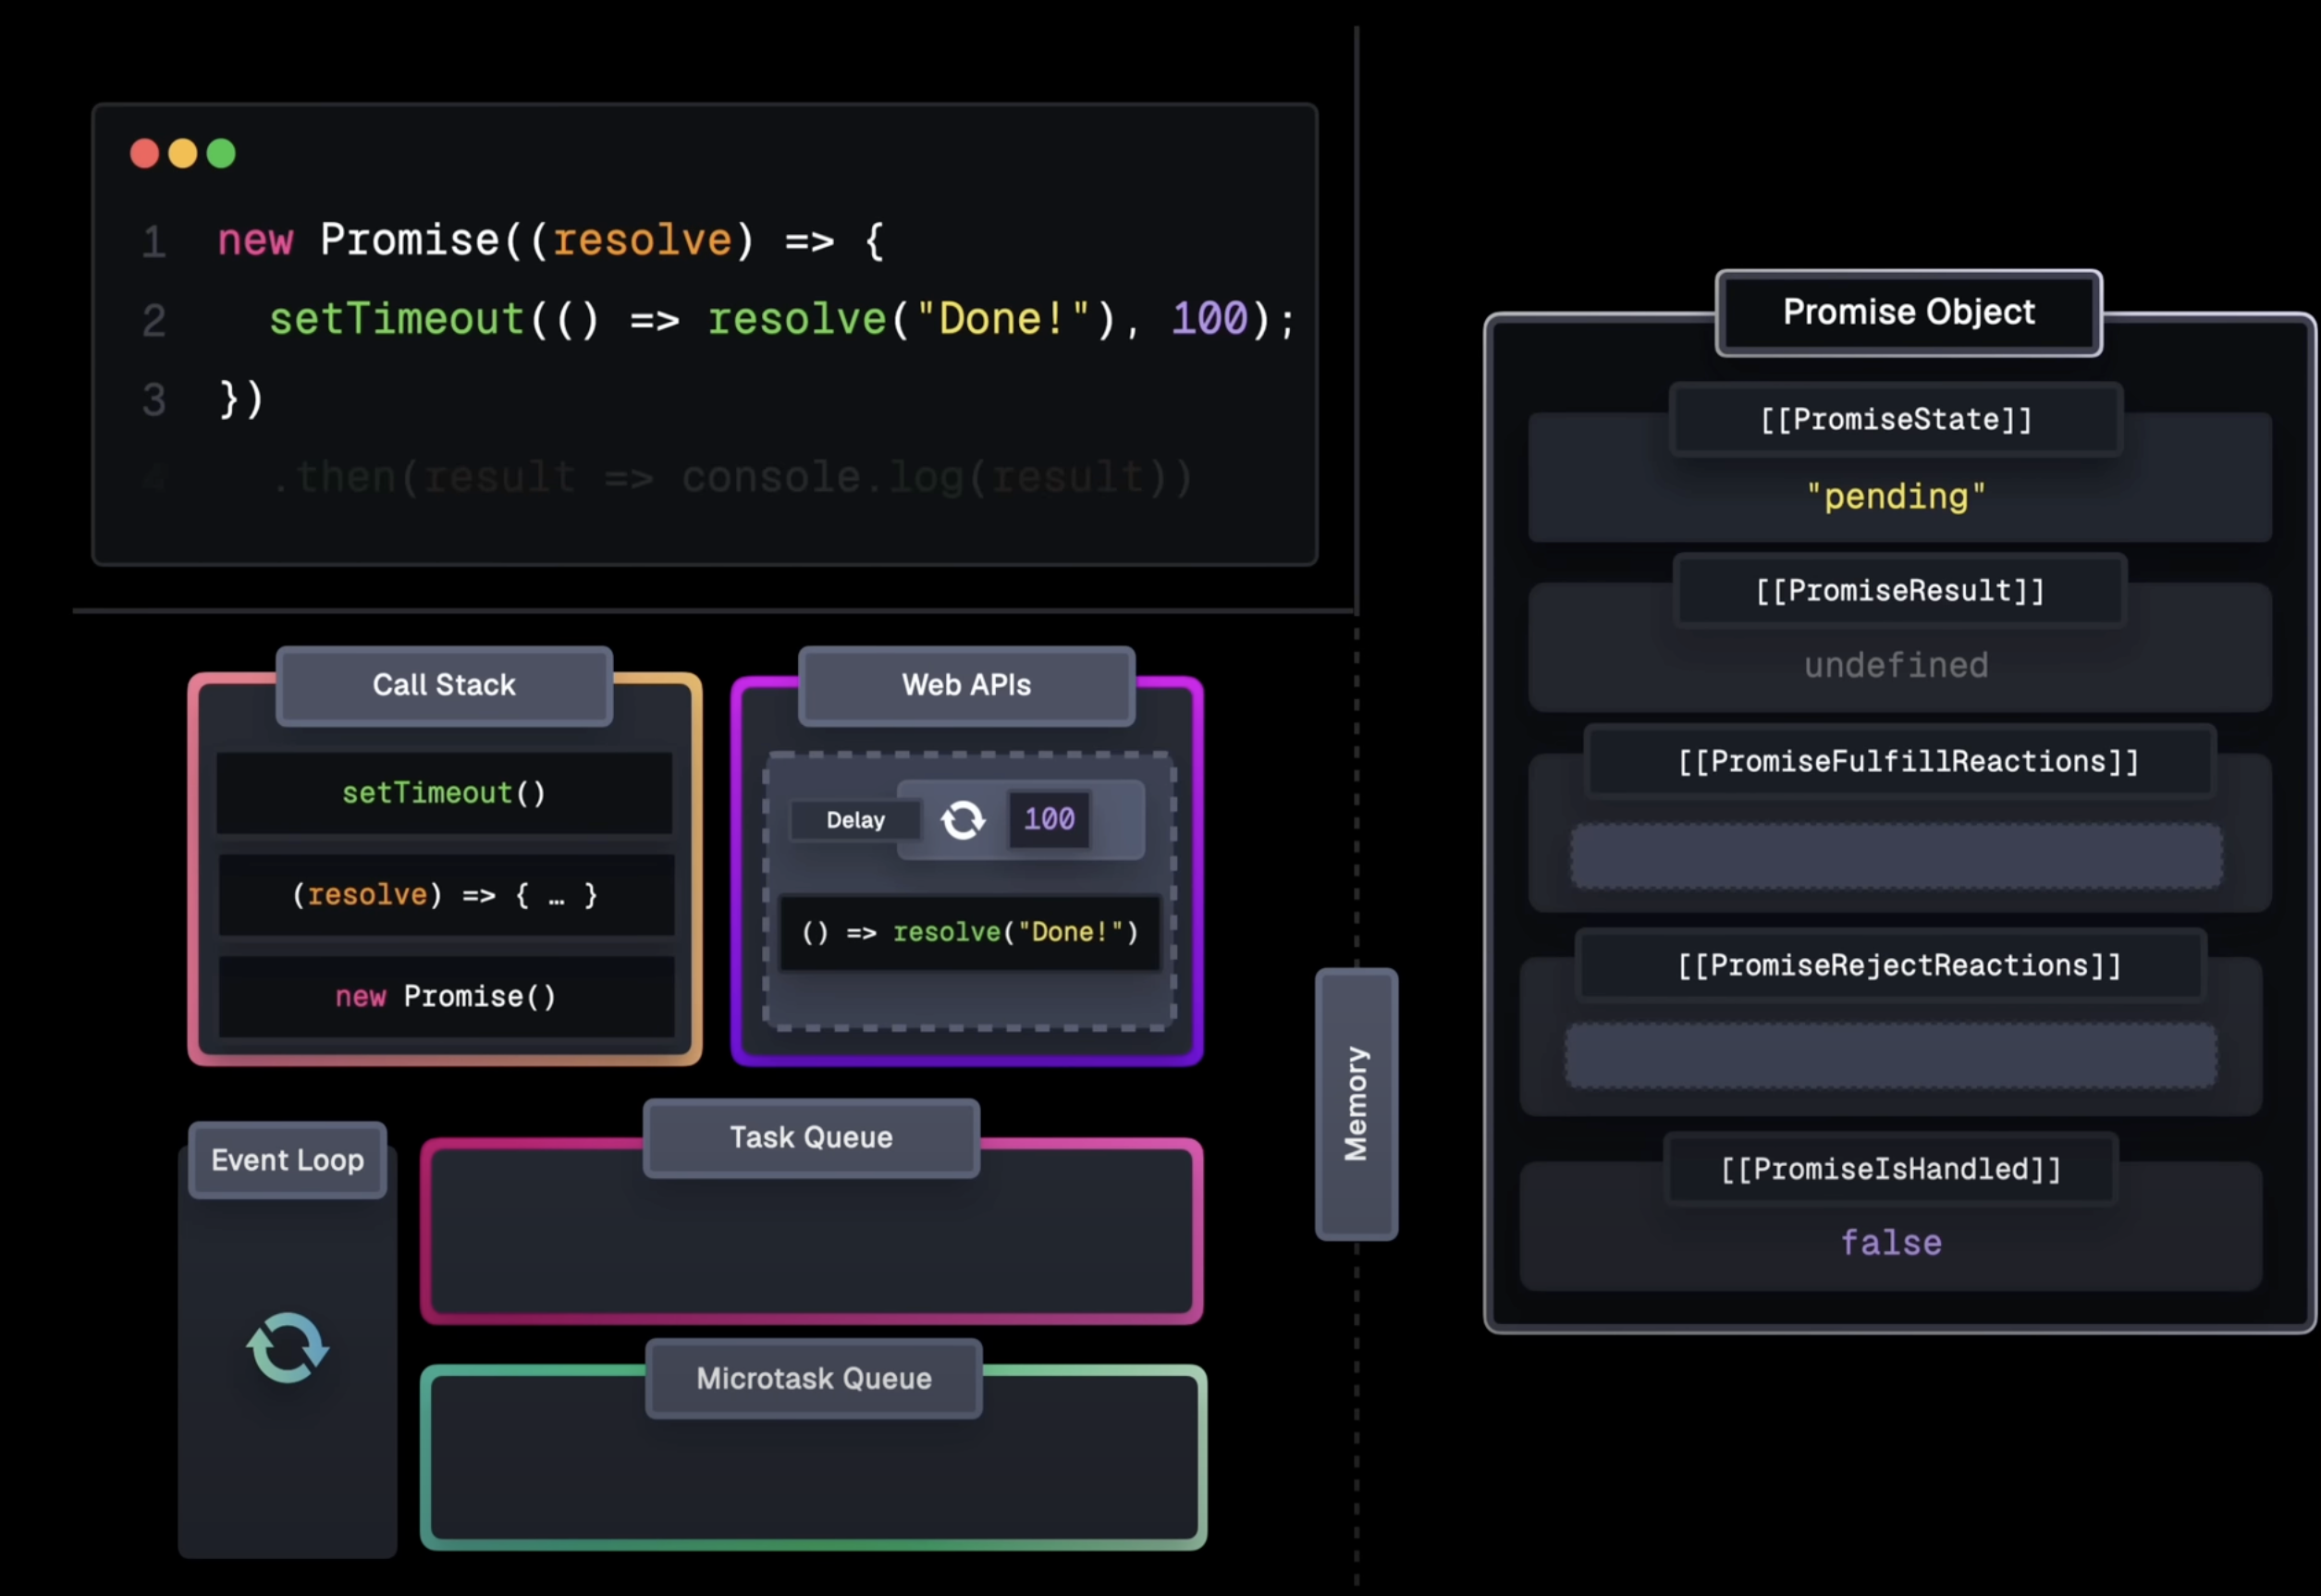 1 new Promise((resolve) => {
2 setTimeout(() => resolve("Done!"), 100);
3 })
4 .then(result => console.log(result))
Call Stack
setTimeout()
(resolve) => { … }
new Promise()
Web APIs
Delay 100
() => resolve("Done!")
Event Loop
Task Queue
Microtask Queue
Memory
Promise Object
[[PromiseState]]
"pending"
[[PromiseResult]]
undefined
[[PromiseFulfillReactions]]
[[PromiseRejectReactions]]
[[PromiseIsHandled]]
false